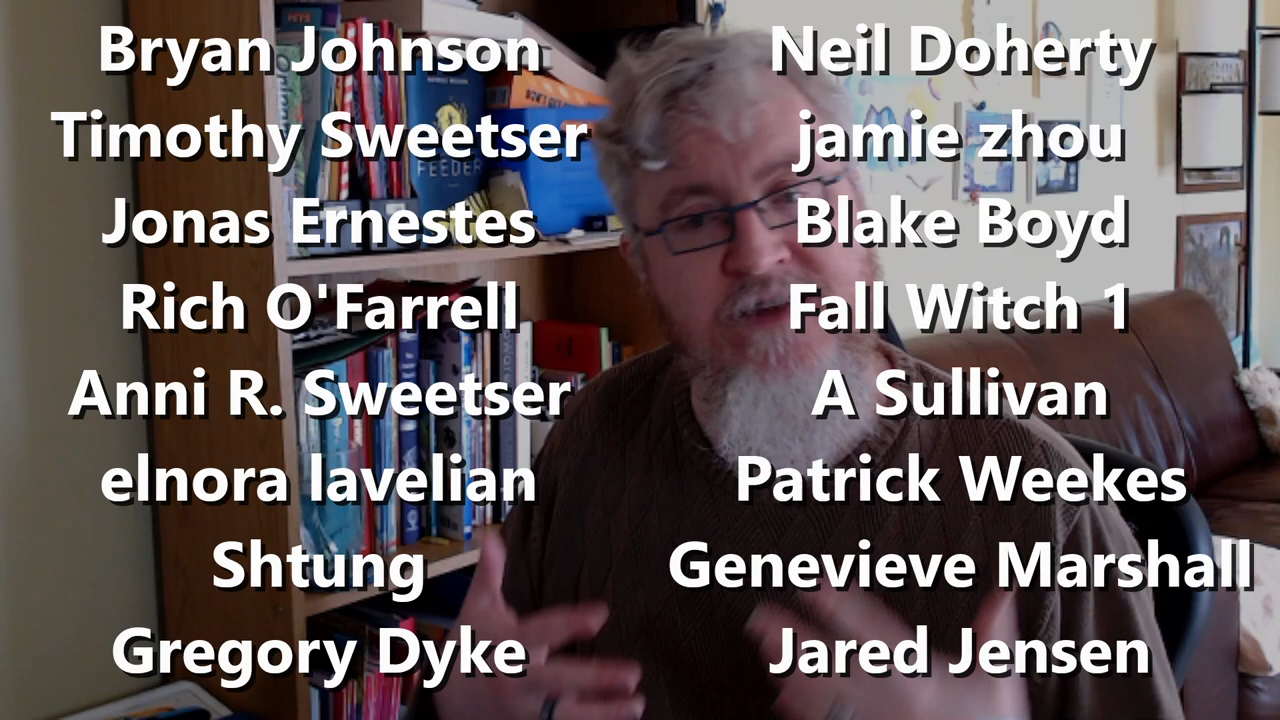 Bryan Johnson
Timothy Sweetser
Jonas Ernestes
Rich O'Farrell
Anni R. Sweetser
elnora lavelian
Shtung
Gregory Dyke
Neil Doherty
jamie zhou
Blake Boyd
Fall Witch 1
A Sullivan
Patrick Weekes
Genevieve Marshall
Jared Jensen
FEEDER